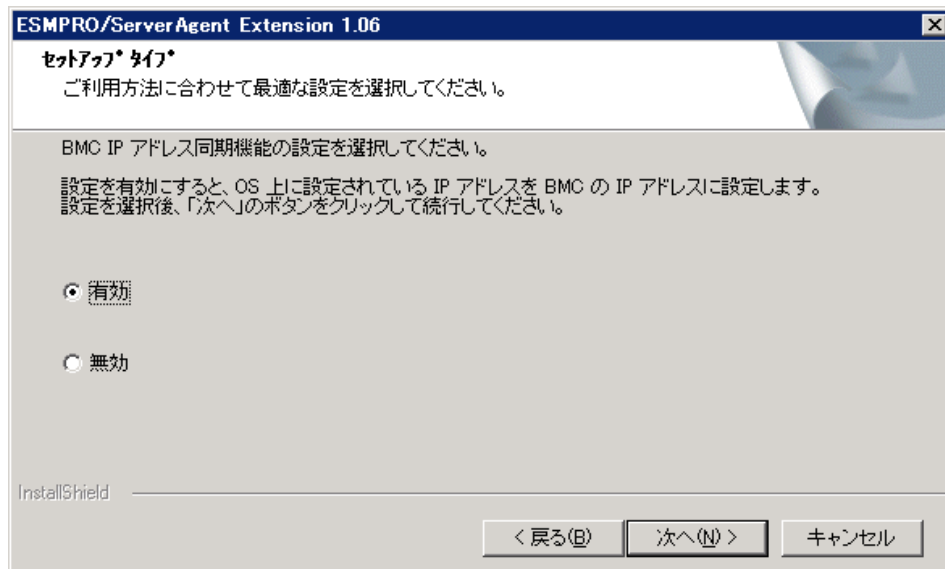 ESMPRO/ServerAgent Extension 1.06
ｾｯﾄｱｯﾌﾟ ﾀｲﾌﾟ
ご利用方法に合わせて最適な設定を選択してください。
BMC IP アドレス同期機能の設定を選択してください。
設定を有効にすると、OS 上に設定されている IP アドレスを BMC の IP アドレスに設定します。
設定を選択後、「次へ」のボタンをクリックして続行してください。
有効
無効
InstallShield
< 戻る(B)
次へ(N) >
キャンセル